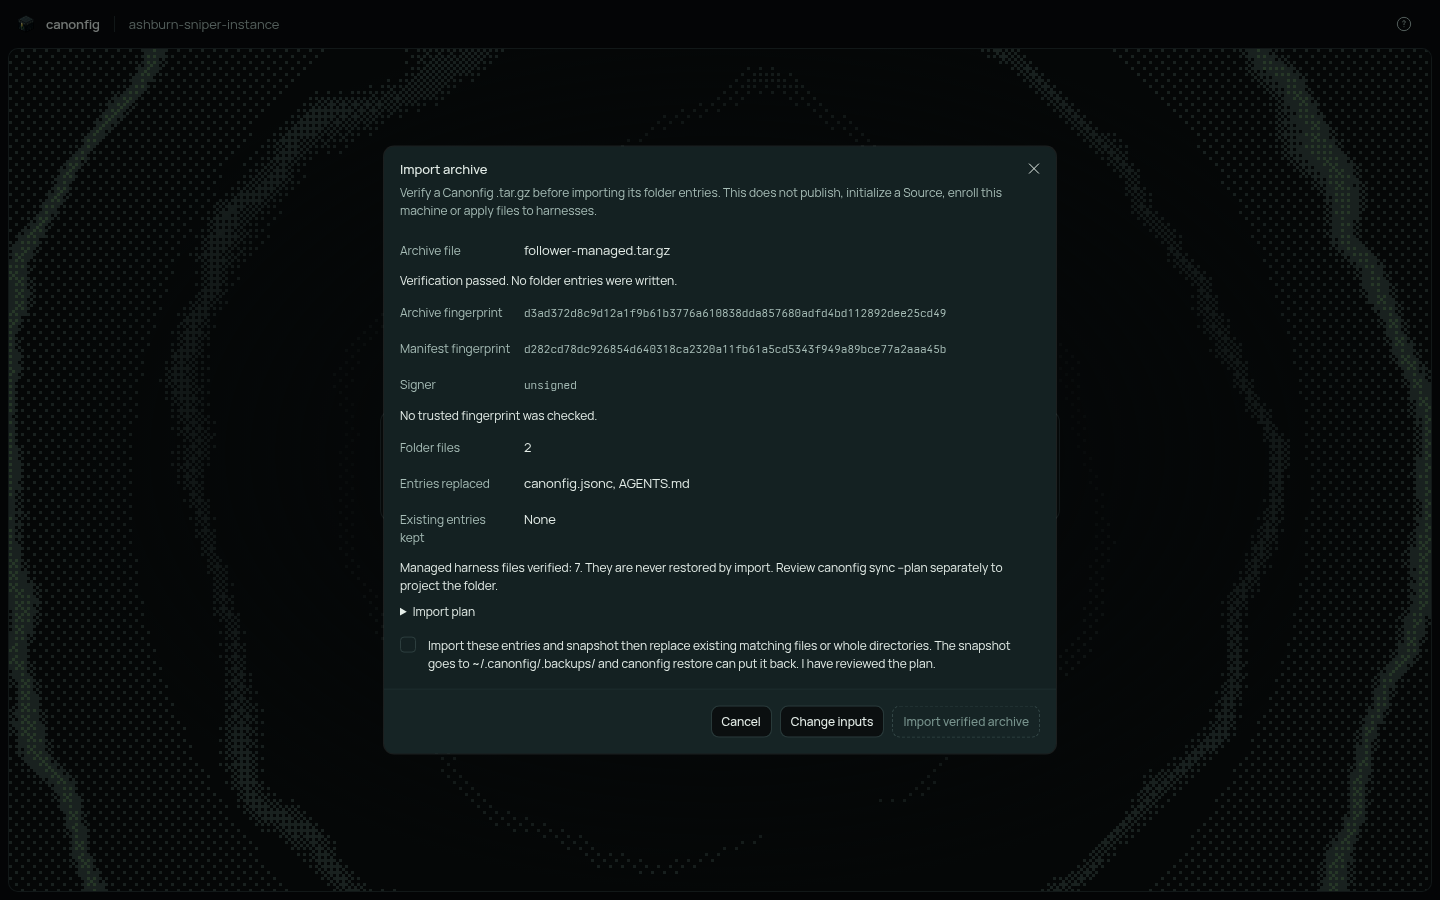 canonfig
ashburn-sniper-instance
Import archive
Verify a Canonfig .tar.gz before importing its folder entries. This does not publish, initialize a Source, enroll this
machine or apply files to harnesses.
Archive file follower-managed.tar.gz
Verification passed. No folder entries were written.
Archive fingerprint d3ad372d8c9d12a1f9b61b3776a610838dda857680adfd4bd112892dee25cd49
Manifest fingerprint d282cd78dc926854d640318ca2320a11fb61a5cd5343f949a89bce77a2aaa45b
Signer unsigned
No trusted fingerprint was checked.
Folder files 2
Entries replaced canonfig.jsonc, AGENTS.md
Existing entries kept None
Managed harness files verified: 7. They are never restored by import. Review canonfig sync –plan separately to
project the folder.
Import plan
Import these entries and snapshot then replace existing matching files or whole directories. The snapshot
goes to ~/.canonfig/.backups/ and canonfig restore can put it back. I have reviewed the plan.
Cancel
Change inputs
Import verified archive